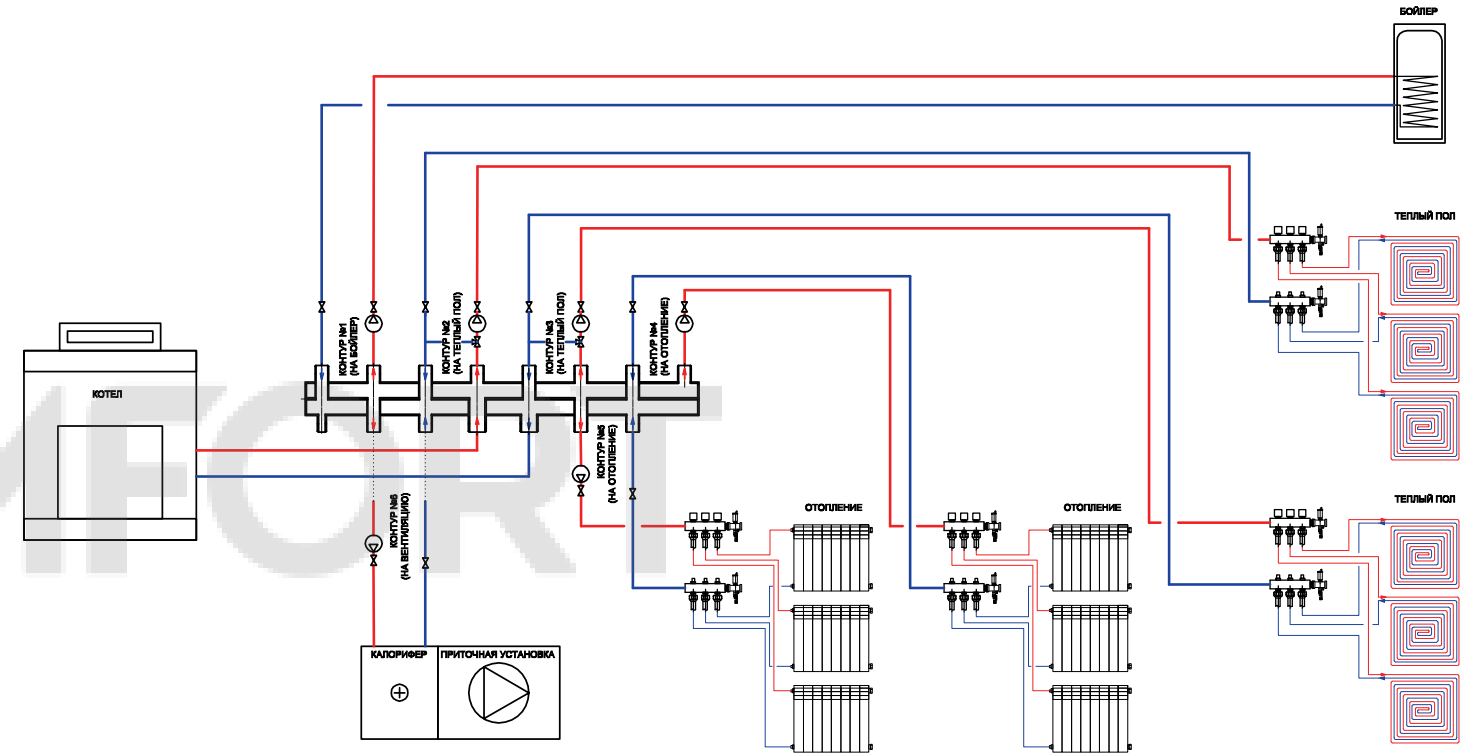 БОЙЛЕР
ТЕПЛЫЙ ПОЛ
КОНТУР №1
(НА БОЙЛЕР)
КОНТУР №2
(НА ТЕПЛЫЙ ПОЛ)
КОНТУР №3
(НА ТЕПЛЫЙ ПОЛ)
КОНТУР №4
(НА ОТОПЛЕНИЕ)
КОТЕЛ
КОНТУР №5
(НА ОТОПЛЕНИЕ)
КОНТУР №6
(НА ВЕНТИЛЯЦИЮ)
ОТОПЛЕНИЕ
ОТОПЛЕНИЕ
ТЕПЛЫЙ ПОЛ
КАЛОРИФЕР
ПРИТОЧНАЯ УСТАНОВКА
MFORT